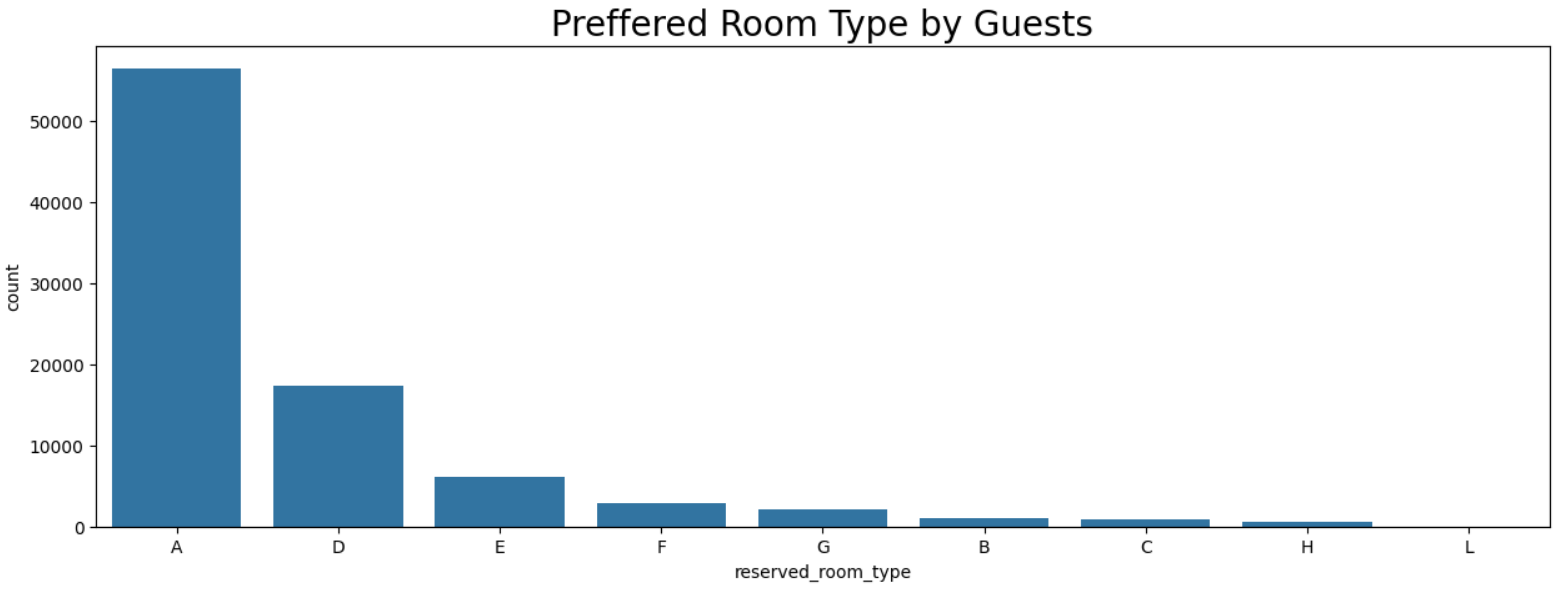 Preffered Room Type by Guests
50000
40000
30000
20000
10000
0
count
A D E F G B C H L
reserved_room_type